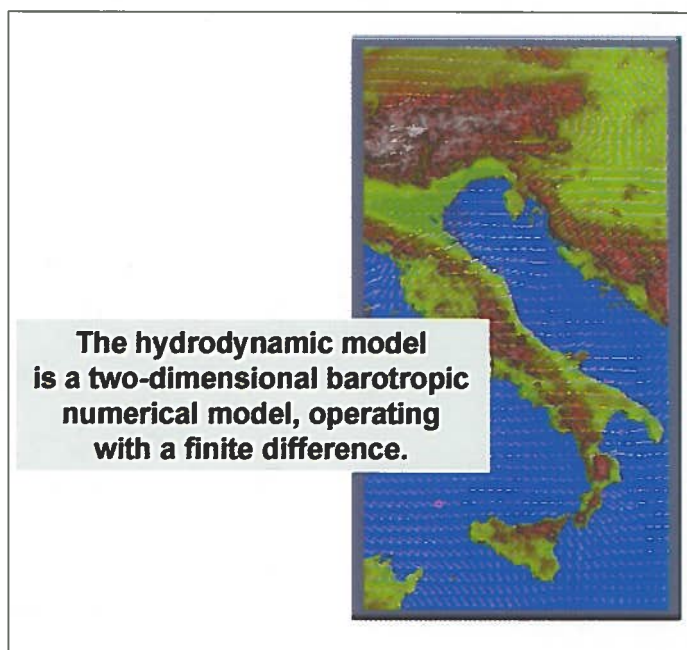 The hydrodynamic model
is a two-dimensional barotropic
numerical model, operating
with a finite difference.